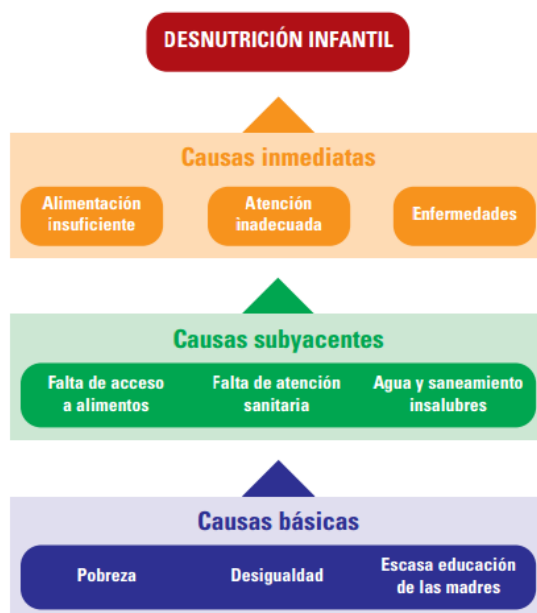 DESNUTRICIÓN INFANTIL
Causas inmediatas
Alimentación
insuficiente
Atención
inadecuada
Enfermedades
Causas subyacentes
Falta de acceso
a alimentos
Falta de atención
sanitaria
Agua y saneamiento
insalubres
Causas básicas
Pobreza
Desigualdad
Escasa educación
de las madres